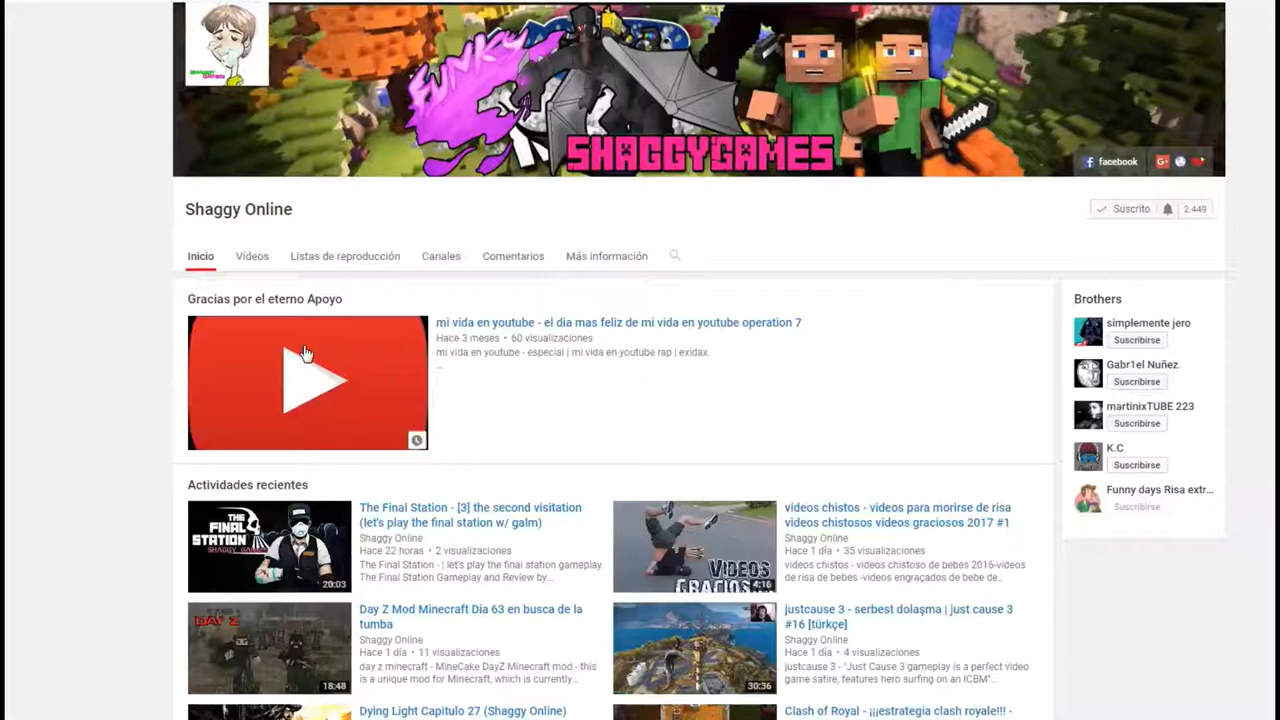 SHAGGYGAMES
facebook
Shaggy Online
Suscrito 2.449
Inicio Vídeos Listas de reproducción Canales Comentarios Más información
Gracias por el eterno Apoyo
mi vida en youtube - el dia mas feliz de mi vida en youtube operation 7
Hace 3 meses • 60 visualizaciones
mi vida en youtube - especial | mi vida en youtube rap | exidax.
...
Brothers
simplemente jero
Suscribirse
Gabr1el Nuñez.
Suscribirse
martinixTUBE 223
Suscribirse
K.C
Suscribirse
Funny days Risa extr...
Suscribirse
Actividades recientes
THE FINAL STATION
SHAGGY GAMES
20:03
The Final Station - [3] the second visitation
(let's play the final station w/ galm)
Shaggy Online
Hace 22 horas • 2 visualizaciones
The Final Station - | let's play the final station gameplay
The Final Station Gameplay and Review by...
VIDEOS
GRACIOSOS
4:16
videos chistos - videos para morirse de risa
videos chistosos videos graciosos 2017 #1
Shaggy Online
Hace 1 día • 35 visualizaciones
videos chistos - videos chistoso de bebes 2016-videos
de risa de bebes -videos engraçados de bebe de..
DAY Z
18:48
Day Z Mod Minecraft Dia 63 en busca de la
tumba
Shaggy Online
Hace 1 día • 11 visualizaciones
day z minecraft - MineCake DayZ Minecraft mod - this
is a unique mod for Minecraft, which is currently...
30:36
justcause 3 - serbest dolaşma | just cause 3
#16 [türkçe]
Shaggy Online
Hace 1 día • 4 visualizaciones
justcause 3 - "Just Cause 3 gameplay is a perfect video
game satire, features hero surfing on an ICBM"...
Dying Light Capitulo 27 (Shaggy Online)
Clash of Royal - ¡¡¡estrategia clash royale!!! -